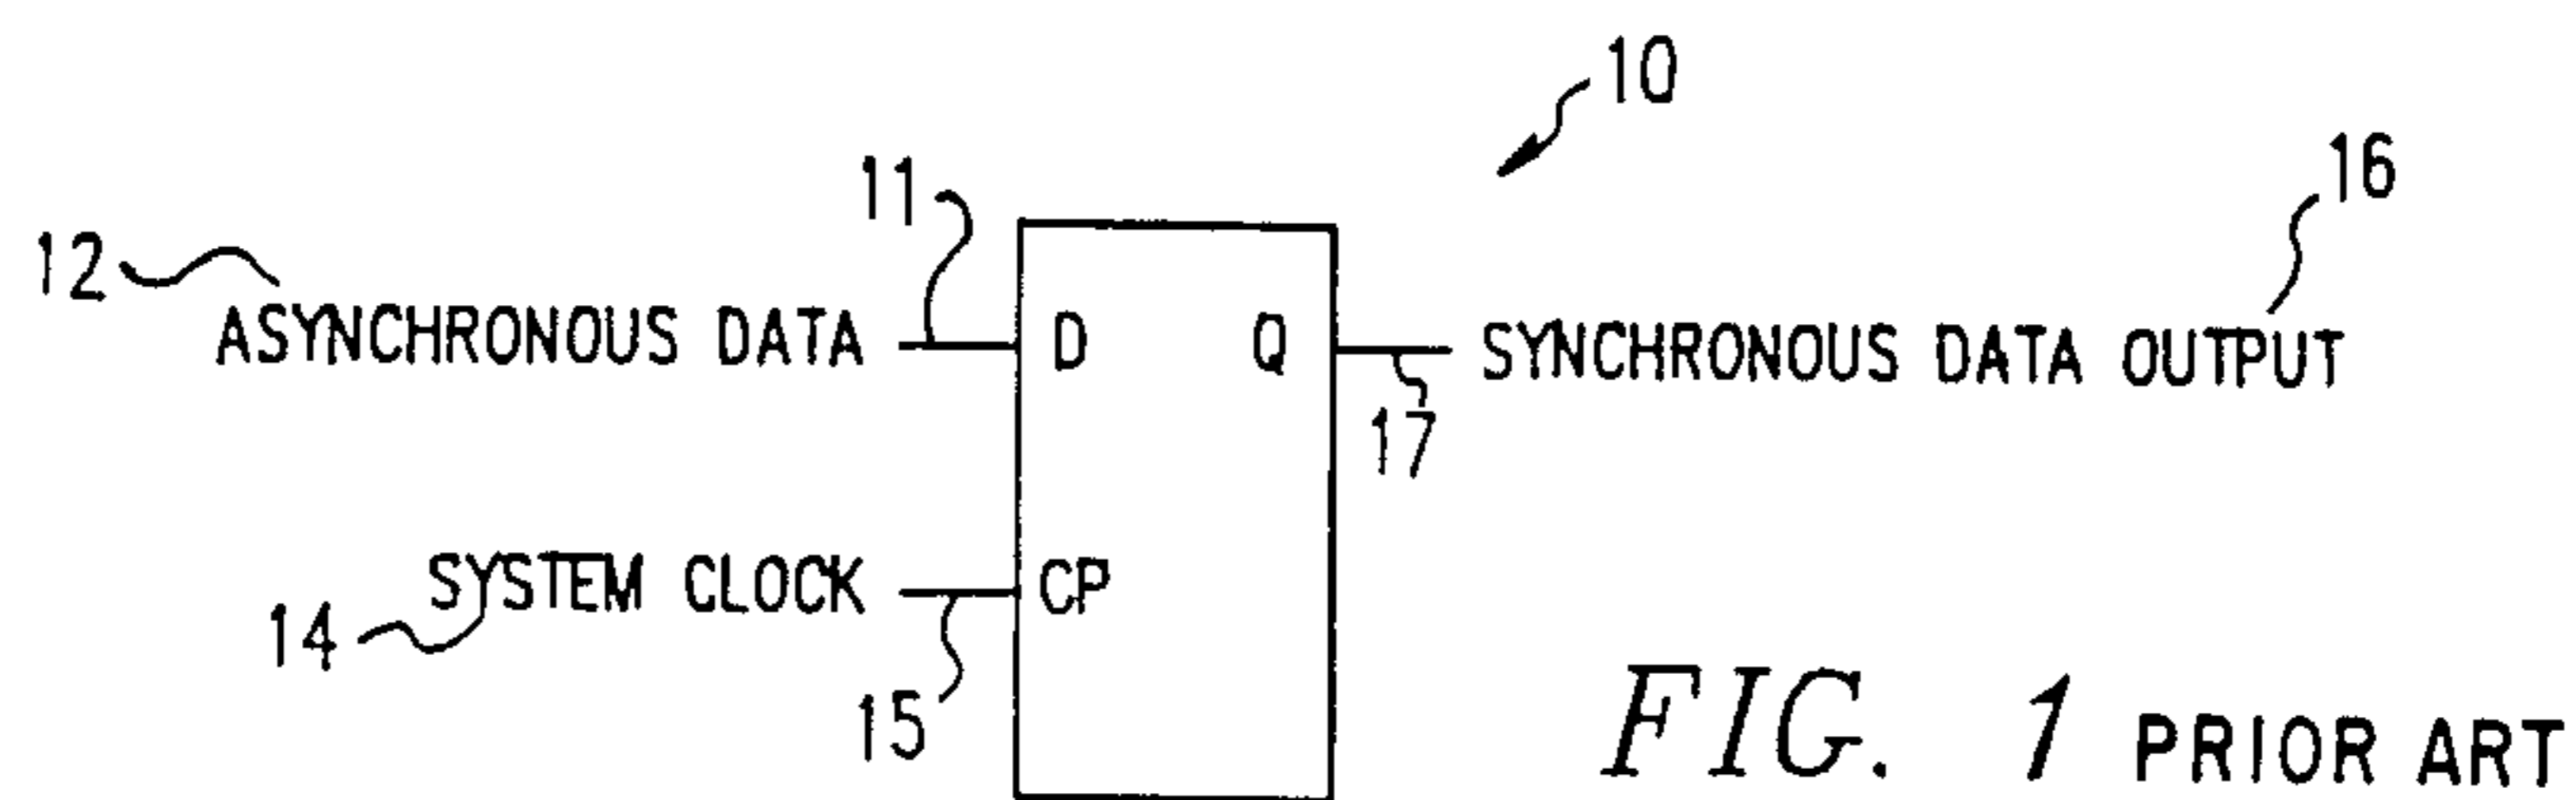 10
16
11
12
ASYNCHRONOUS DATA
D
Q
SYNCHRONOUS DATA OUTPUT
17
SYSTEM CLOCK
CP
14
15
FIG. 1 PRIOR ART